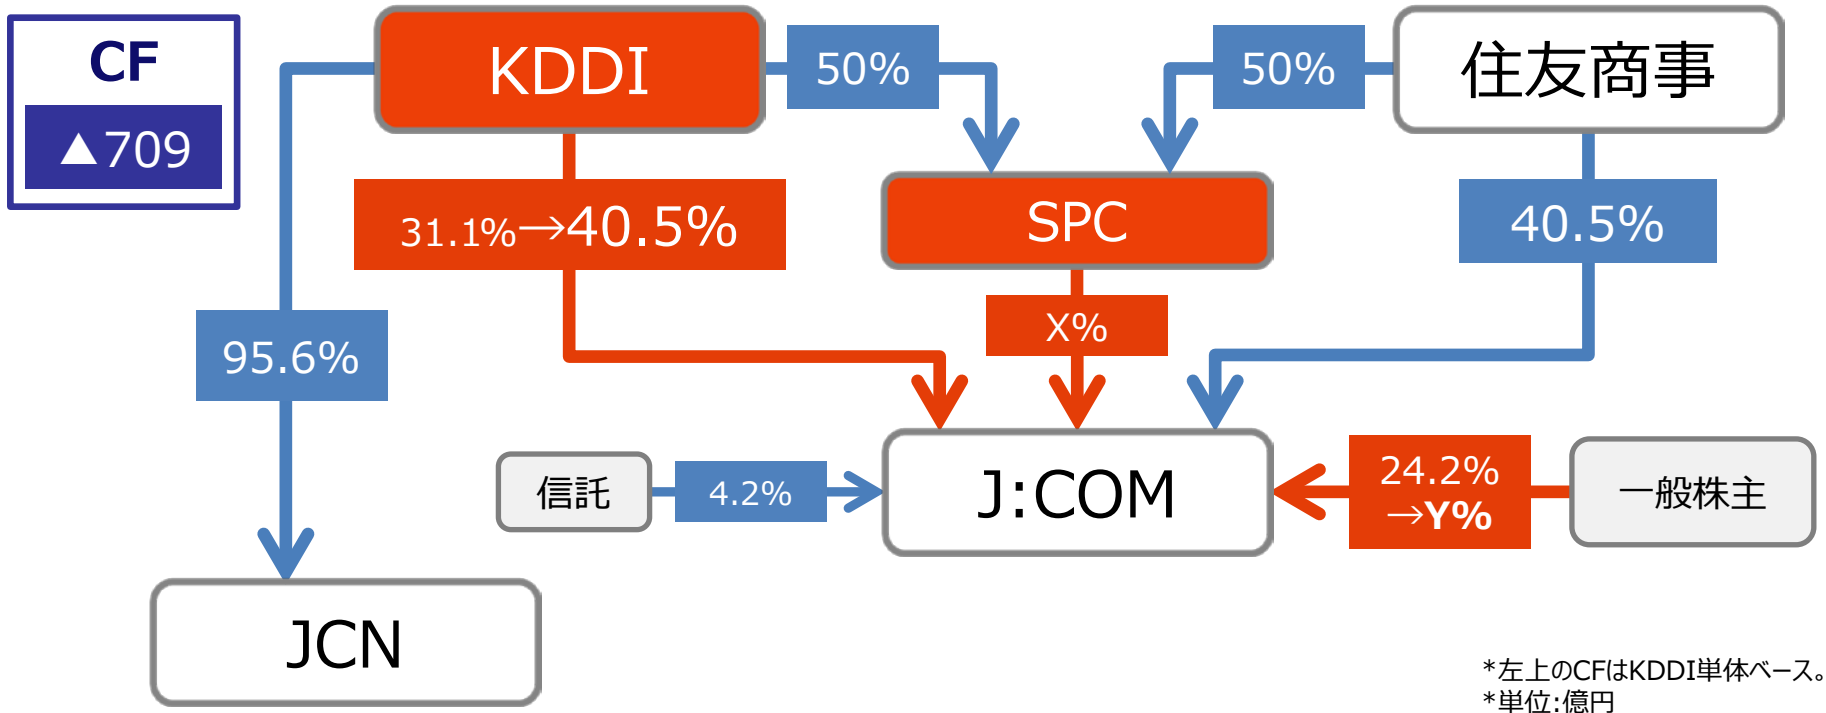 CF
▲709
KDDI
50%
50%
住友商事
31.1%→40.5%
SPC
40.5%
X%
95.6%
信託
4.2%
J:COM
24.2%
→Y%
一般株主
JCN
*左上のCFはKDDI単体ベース。
*単位:億円